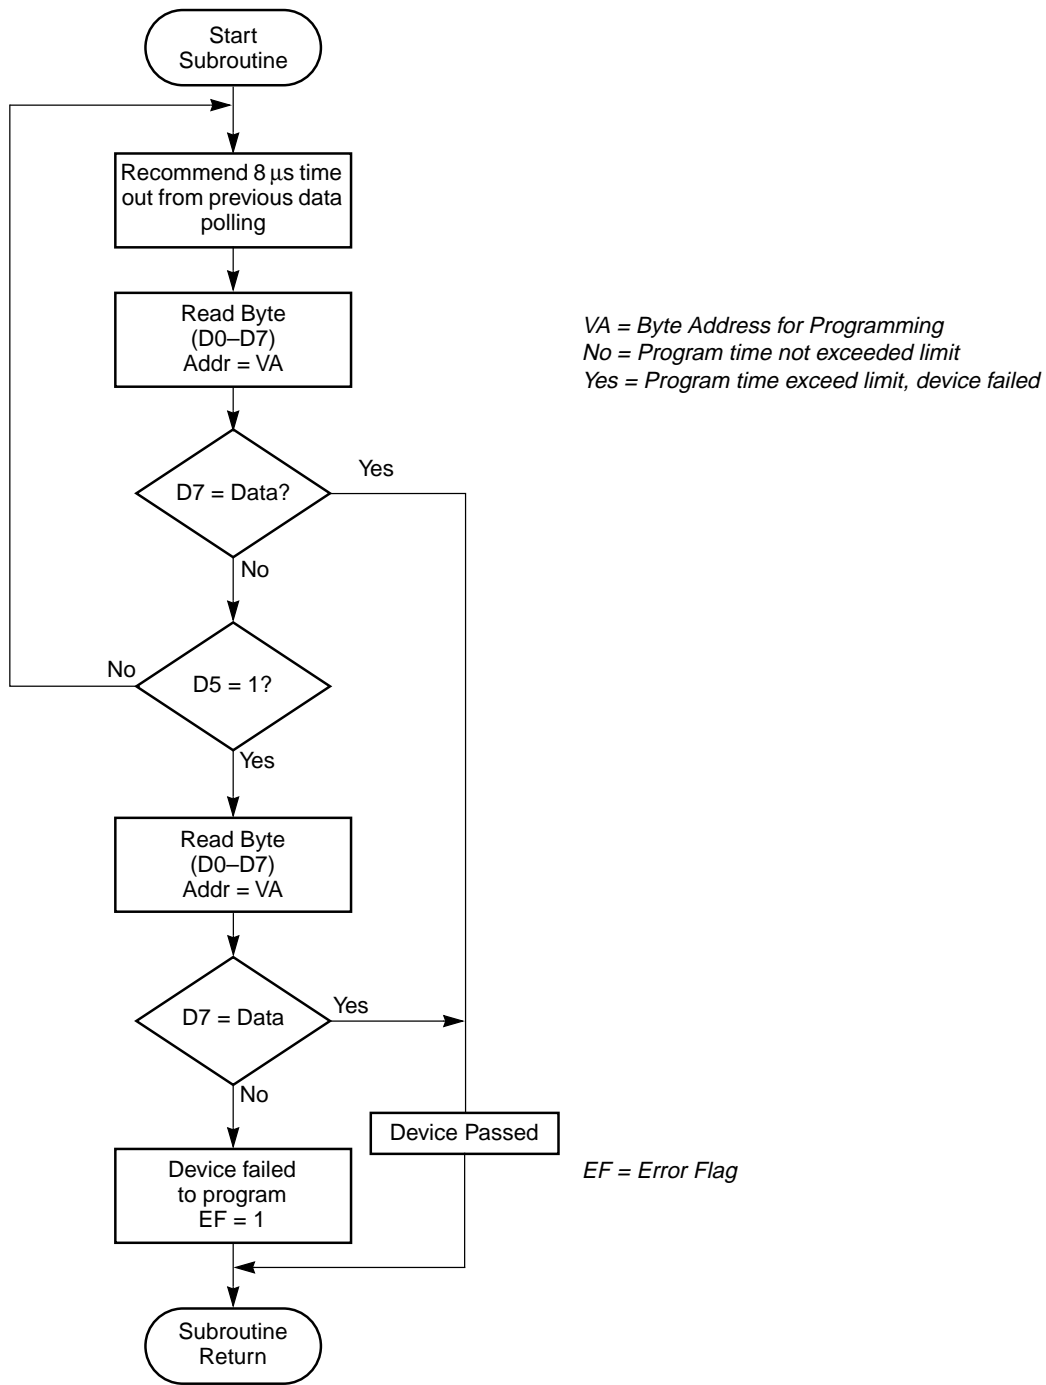 Start
Subroutine
Recommend 8 µs time
out from previous data
polling
Read Byte
(D0–D7)
Addr = VA
VA = Byte Address for Programming
No = Program time not exceeded limit
Yes = Program time exceed limit, device failed
D7 = Data?
Yes
No
D5 = 1?
No
Yes
Read Byte
(D0–D7)
Addr = VA
D7 = Data
Yes
No
Device Passed
Device failed
to program
EF = 1
EF = Error Flag
Subroutine
Return